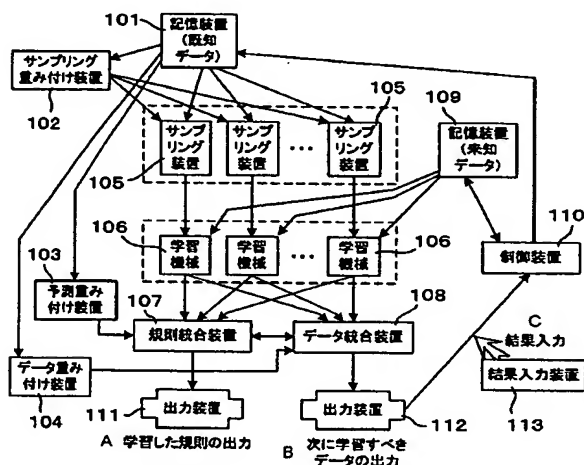 101
記憶装置
(既知
データ)
サンプリング
重み付け装置
102
105
サンプ
リング
装置
サンプ
リング
装置
...
サンプ
リング
装置
105
109
記憶装置
(未知
データ)
110
制御装置
106
学習
機械
学習
機械
...
学習
機械
106
103
予測重み
付け装置
107
規則統合装置
108
データ統合装置
C
結果入力
結果入力装置
113
データ重み
付け装置
104
111
出力装置
出力装置
112
A 学習した規則の出力
B 次に学習すべき
データの出力